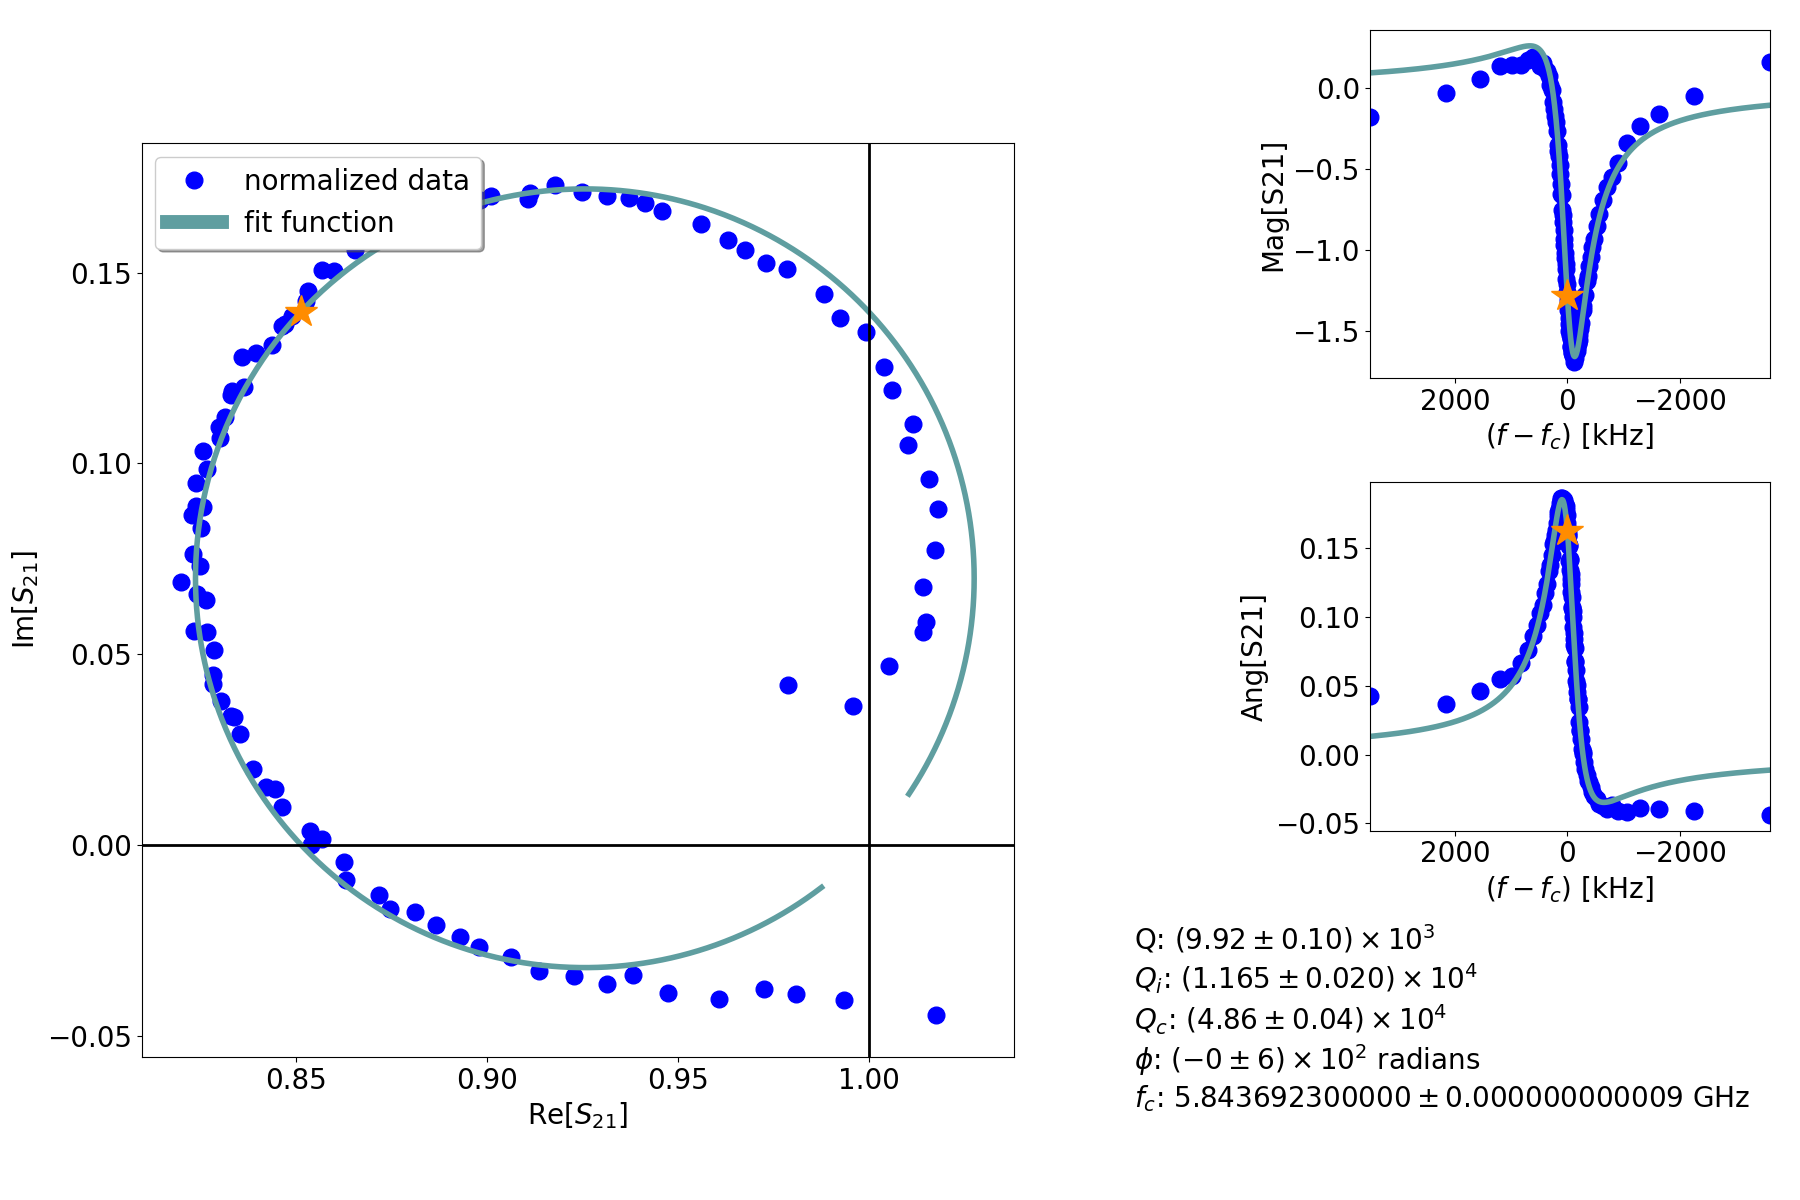 normalized data
fit function
0.15
0.10
0.05
0.00
−0.05
Im[S21]
0.85 0.90 0.95 1.00
Re[S21]
0.0
−0.5
−1.0
−1.5
Mag[S21]
2000 0 −2000
(f − fc) [kHz]
0.15
0.10
0.05
0.00
−0.05
Ang[S21]
2000 0 −2000
(f − fc) [kHz]
Q: (9.92 ± 0.10) × 10³
Qi: (1.165 ± 0.020) × 10⁴
Qc: (4.86 ± 0.04) × 10⁴
ϕ: (−0 ± 6) × 10² radians
fc: 5.843692300000 ± 0.000000000009 GHz